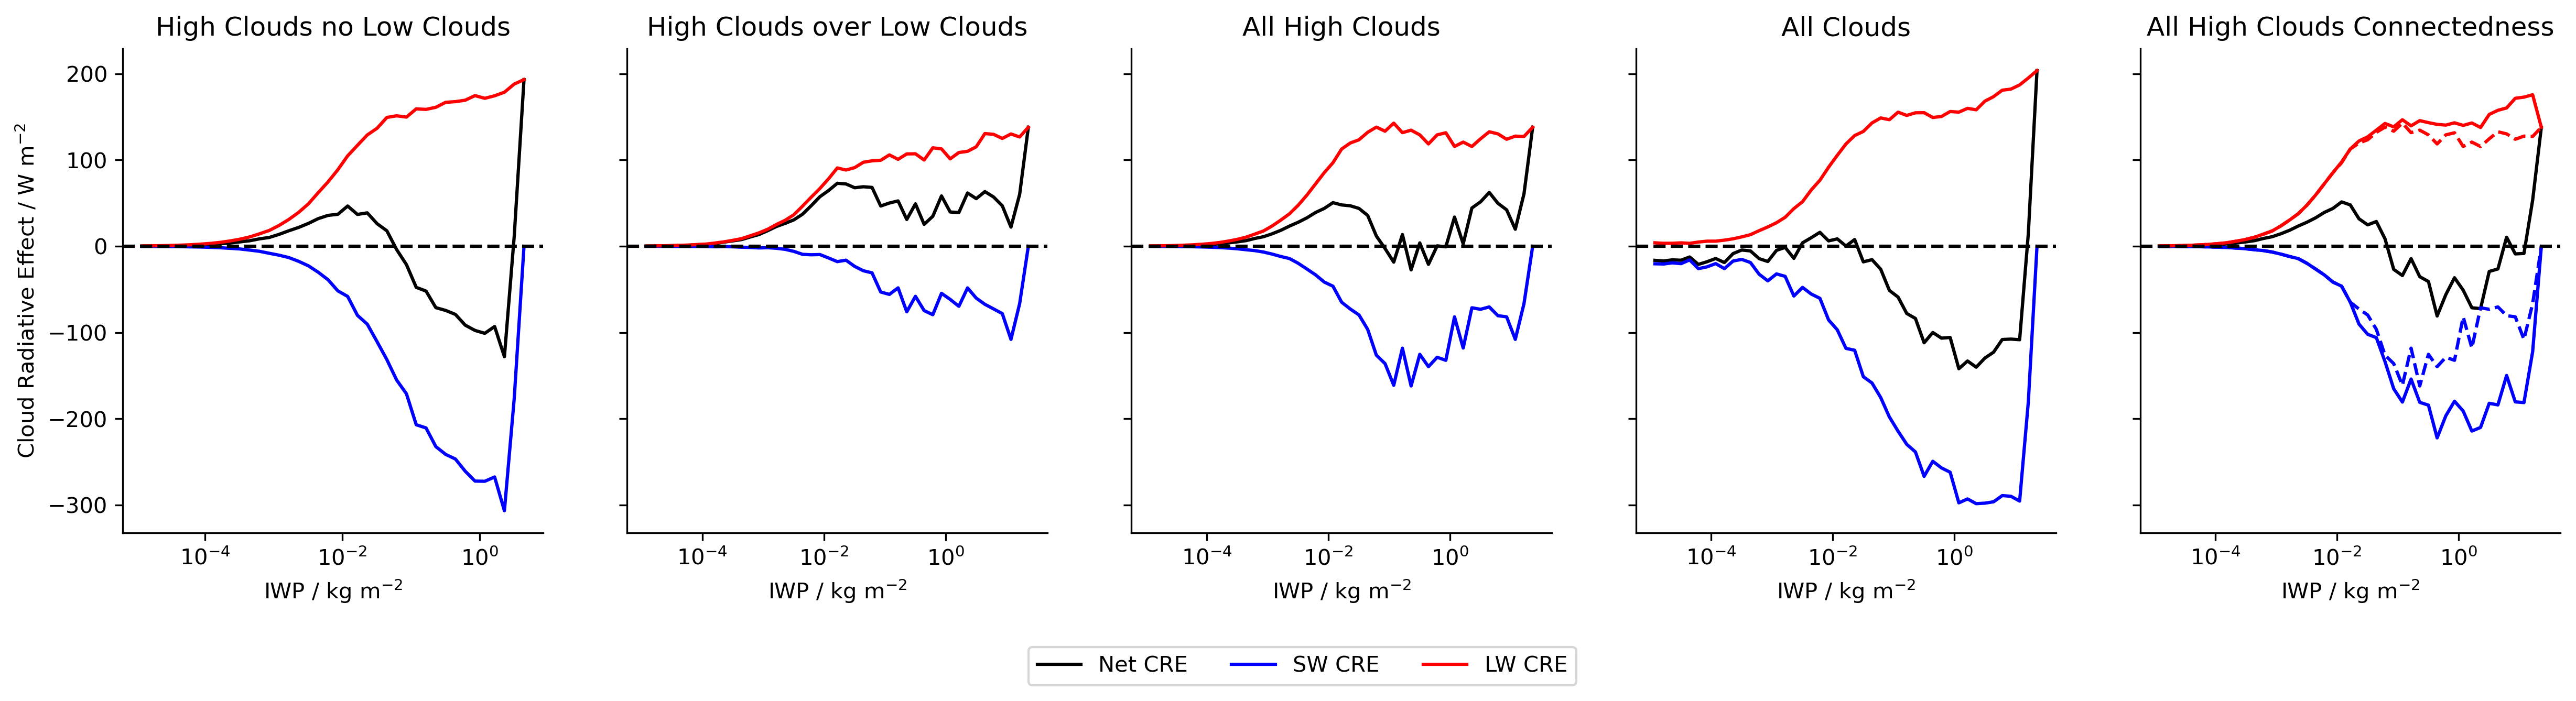 High Clouds no Low Clouds
High Clouds over Low Clouds
All High Clouds
All Clouds
All High Clouds Connectedness
Cloud Radiative Effect / W m⁻²
200
100
0
−100
−200
−300
10⁻⁴ 10⁻² 10⁰
10⁻⁴ 10⁻² 10⁰
10⁻⁴ 10⁻² 10⁰
10⁻⁴ 10⁻² 10⁰
10⁻⁴ 10⁻² 10⁰
IWP / kg m⁻²
IWP / kg m⁻²
IWP / kg m⁻²
IWP / kg m⁻²
IWP / kg m⁻²
Net CRE SW CRE LW CRE